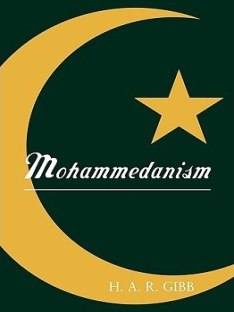 Mohammedanism
H. A. R. GIBB